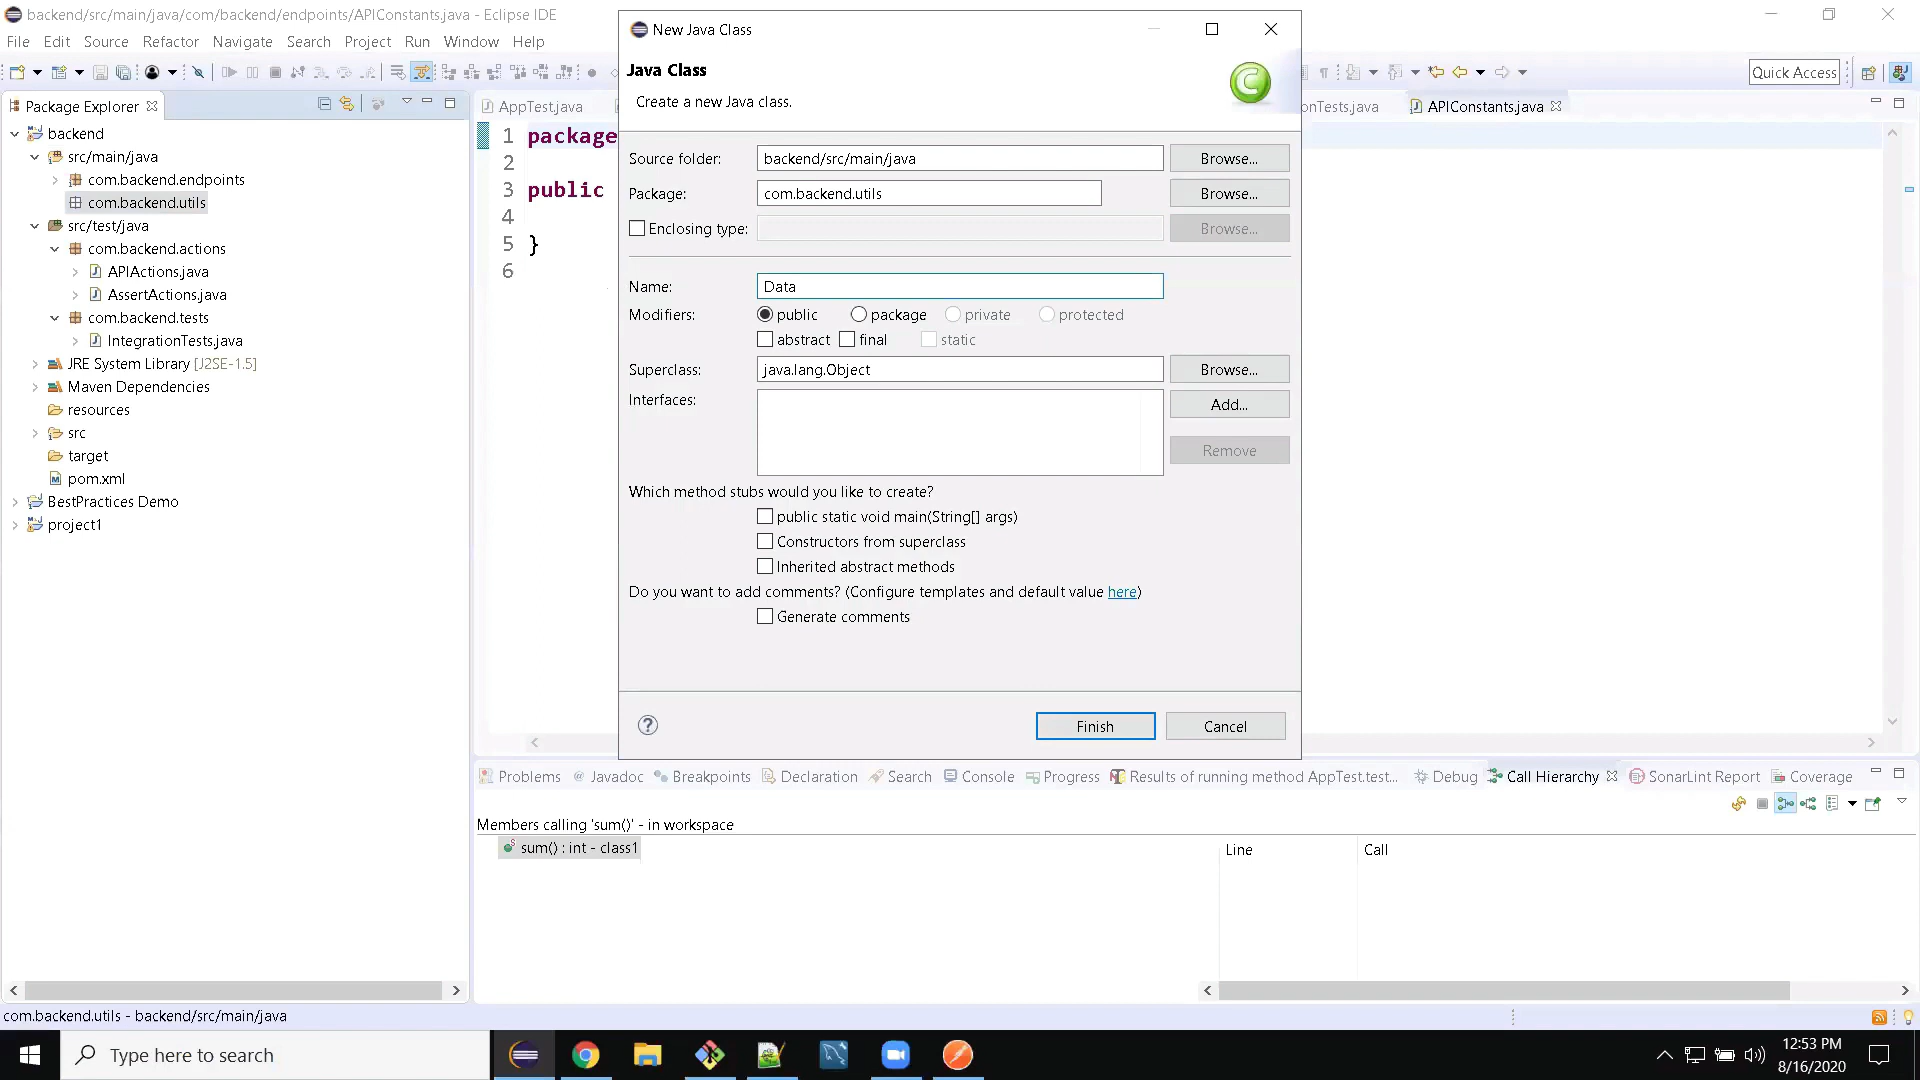 backend/src/main/java/com/backend/endpoints/APIConstants.java - Eclipse IDE
File Edit Source Refactor Navigate Search Project Run Window Help
Quick Access
Package Explorer
backend
src/main/java
com.backend.endpoints
com.backend.utils
src/test/java
com.backend.actions
APIActions.java
AssertActions.java
com.backend.tests
IntegrationTests.java
JRE System Library [J2SE-1.5]
Maven Dependencies
resources
src
target
pom.xml
BestPractices Demo
project1
AppTest.java
onTests.java
APIConstants.java
1 package
2
3 public
4
5 }
6
New Java Class
Java Class
Create a new Java class.
Source folder: backend/src/main/java Browse...
Package: com.backend.utils Browse...
Enclosing type: Browse...
Name: Data
Modifiers: public package private protected
abstract final static
Superclass: java.lang.Object Browse...
Interfaces: Add...
Remove
Which method stubs would you like to create?
public static void main(String[] args)
Constructors from superclass
Inherited abstract methods
Do you want to add comments? (Configure templates and default value here)
Generate comments
Finish Cancel
Problems @ Javadoc Breakpoints Declaration Search Console Progress Results of running method AppTest.test... Debug Call Hierarchy SonarLint Report Coverage
Members calling 'sum()' - in workspace
sum() : int - class1
Line Call
com.backend.utils - backend/src/main/java
Type here to search
12:53 PM
8/16/2020